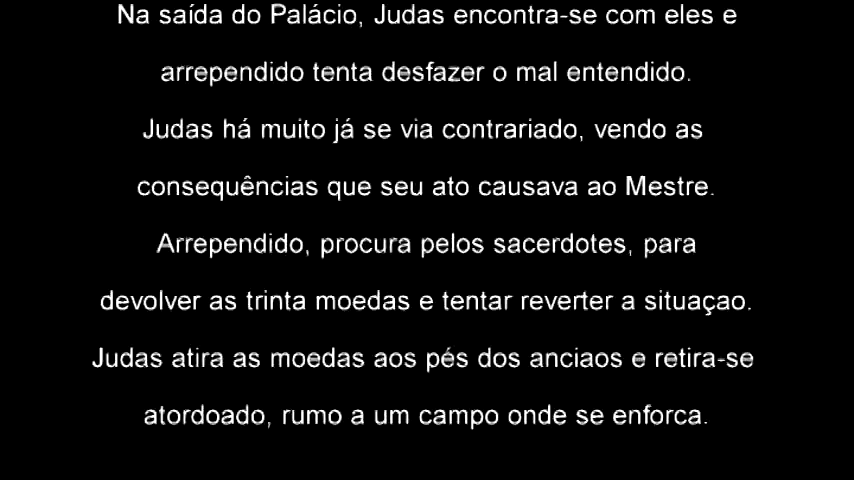 Na saída do Palácio, Judas encontra-se com eles e
arrependido tenta desfazer o mal entendido.
Judas há muito já se via contrariado, vendo as
consequências que seu ato causava ao Mestre.
Arrependido, procura pelos sacerdotes, para
devolver as trinta moedas e tentar reverter a situaçao.
Judas atira as moedas aos pés dos anciaos e retira-se
atordoado, rumo a um campo onde se enforca.